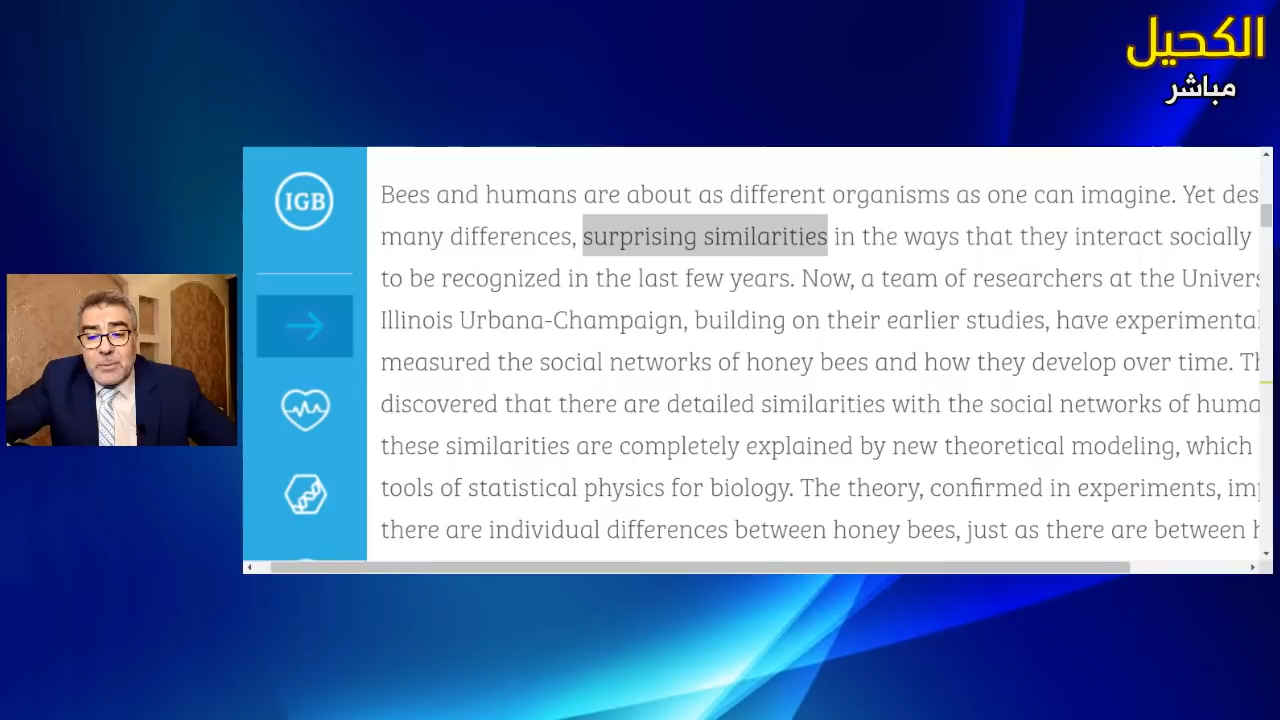 الكحيل
مباشر
IGB
Bees and humans are about as different organisms as one can imagine. Yet des
many differences, surprising similarities in the ways that they interact socially
to be recognized in the last few years. Now, a team of researchers at the Univers
Illinois Urbana-Champaign, building on their earlier studies, have experimental
measured the social networks of honey bees and how they develop over time. Th
discovered that there are detailed similarities with the social networks of huma
these similarities are completely explained by new theoretical modeling, which
tools of statistical physics for biology. The theory, confirmed in experiments, imp
there are individual differences between honey bees, just as there are between h